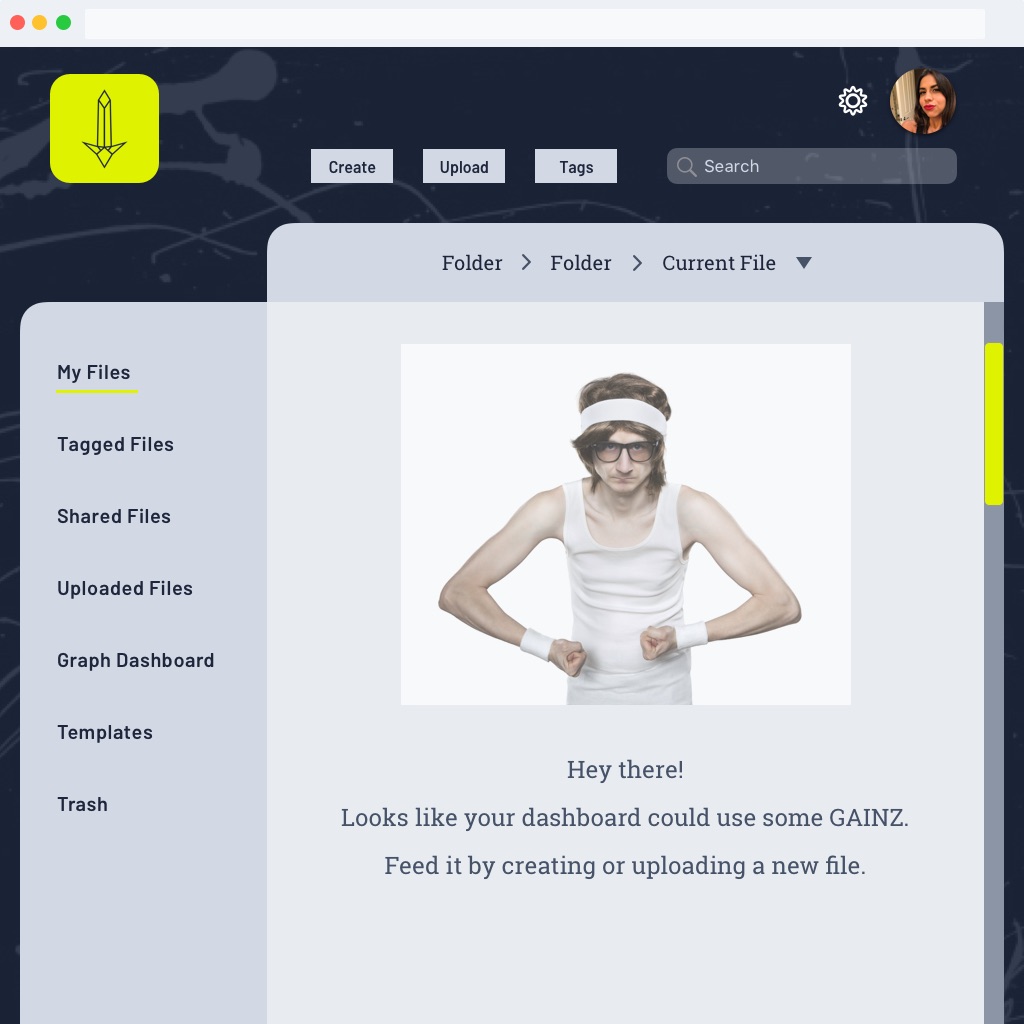 Create
Upload
Tags
Search
Folder
Folder
Current File
My Files
Tagged Files
Shared Files
Uploaded Files
Graph Dashboard
Templates
Trash
Hey there!
Looks like your dashboard could use some GAINZ.
Feed it by creating or uploading a new file.